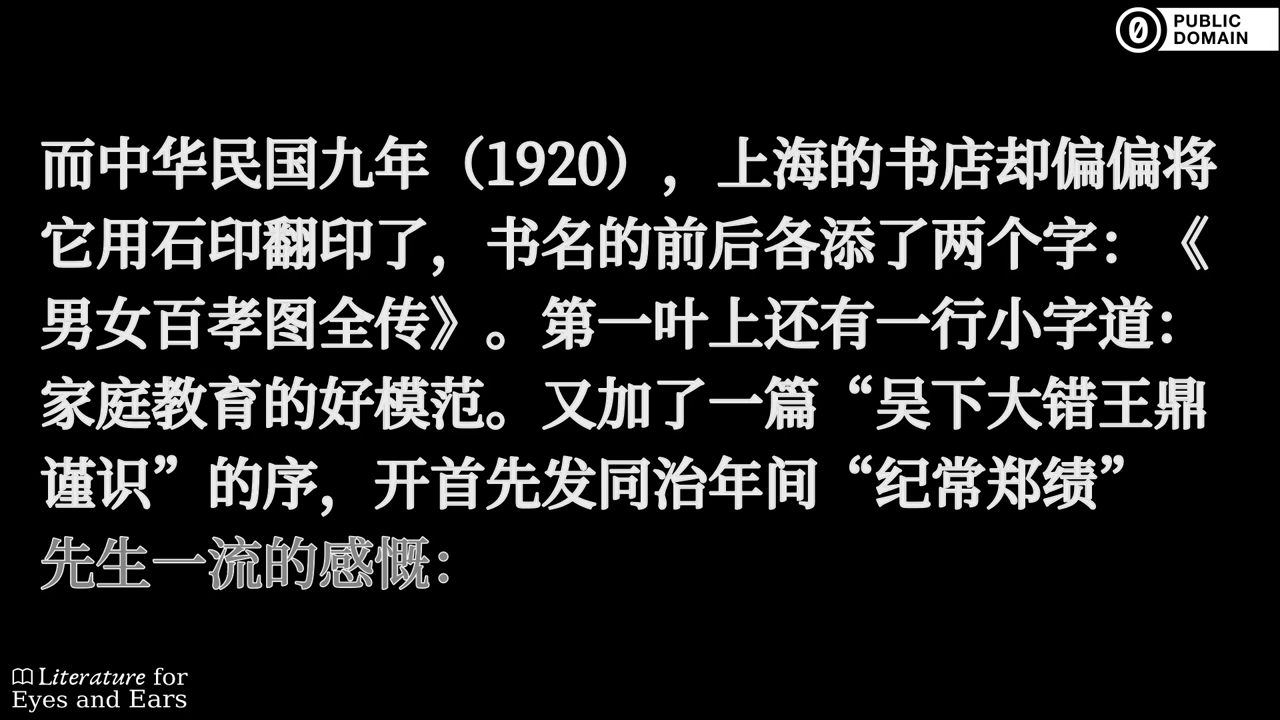 PUBLIC
DOMAIN
而中华民国九年（1920），上海的书店却偏偏将
它用石印翻印了，书名的前后各添了两个字：《
男女百孝图全传》。第一叶上还有一行小字道：
家庭教育的好模范。又加了一篇“吴下大错王鼎
谨识”的序，开首先发同治年间“纪常郑绩”
先生一流的感慨：
Literature for
Eyes and Ears